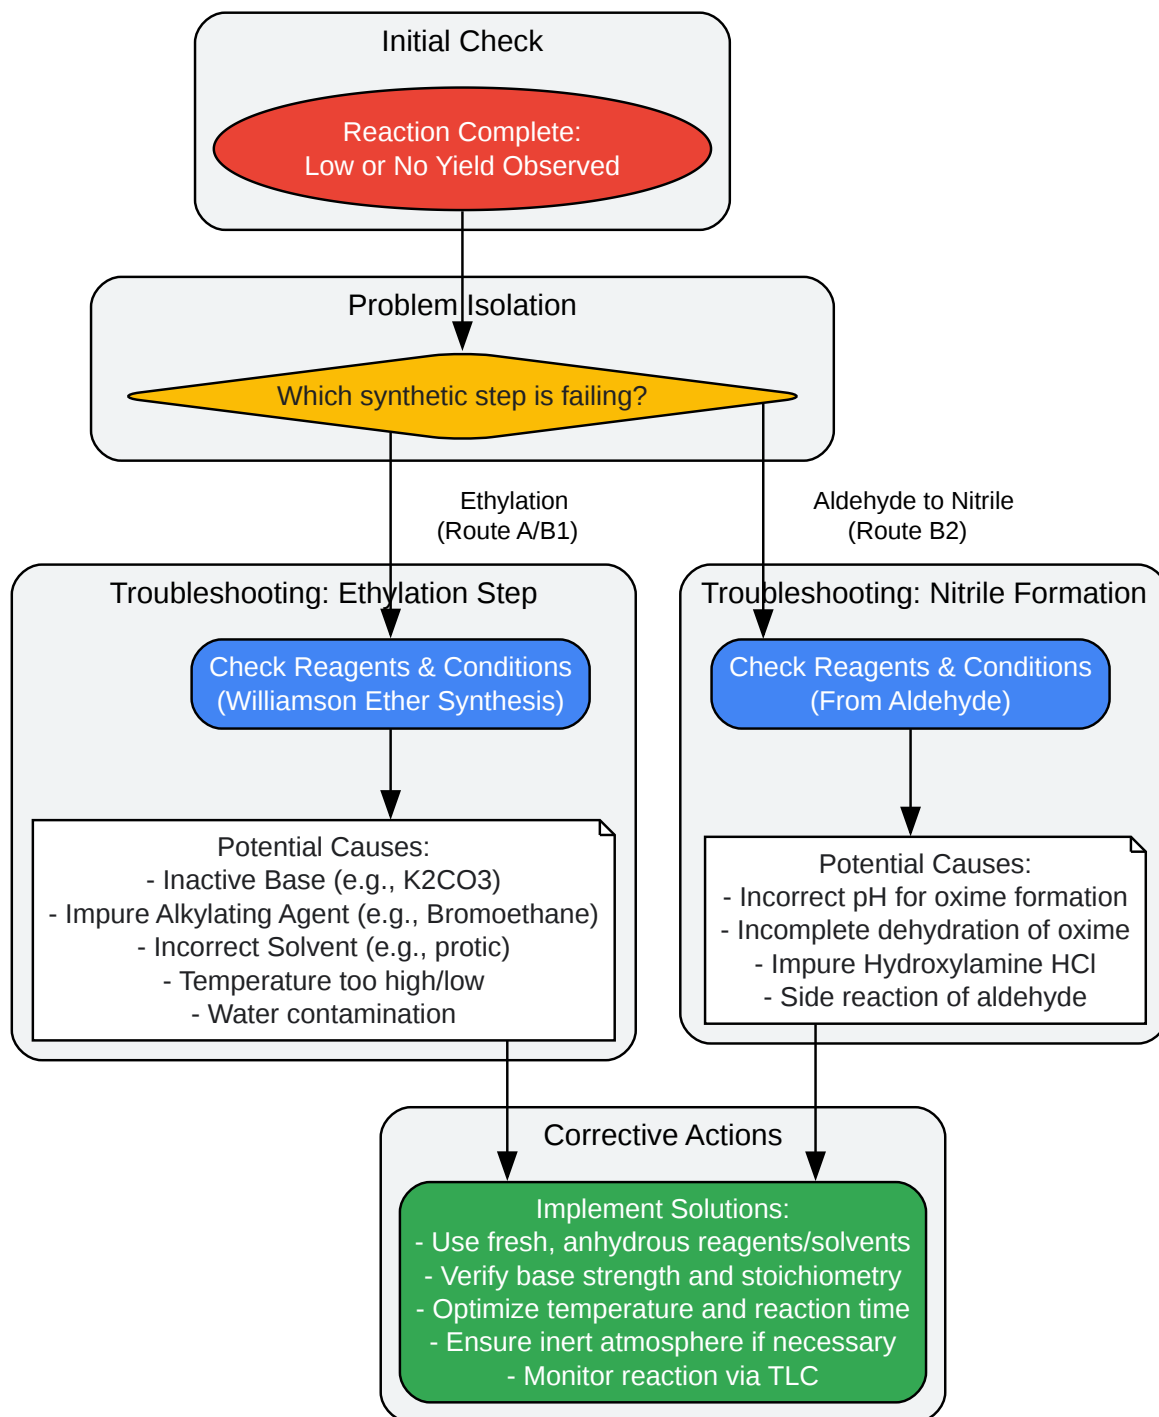 Initial Check
Reaction Complete:
Low or No Yield Observed
Problem Isolation
Which synthetic step is failing?
Ethylation
(Route A/B1)
Aldehyde to Nitrile
(Route B2)
Troubleshooting: Ethylation Step
Check Reagents & Conditions
(Williamson Ether Synthesis)
Potential Causes:
- Inactive Base (e.g., K2CO3)
- Impure Alkylating Agent (e.g., Bromoethane)
- Incorrect Solvent (e.g., protic)
- Temperature too high/low
- Water contamination
Troubleshooting: Nitrile Formation
Check Reagents & Conditions
(From Aldehyde)
Potential Causes:
- Incorrect pH for oxime formation
- Incomplete dehydration of oxime
- Impure Hydroxylamine HCl
- Side reaction of aldehyde
Corrective Actions
Implement Solutions:
- Use fresh, anhydrous reagents/solvents
- Verify base strength and stoichiometry
- Optimize temperature and reaction time
- Ensure inert atmosphere if necessary
- Monitor reaction via TLC